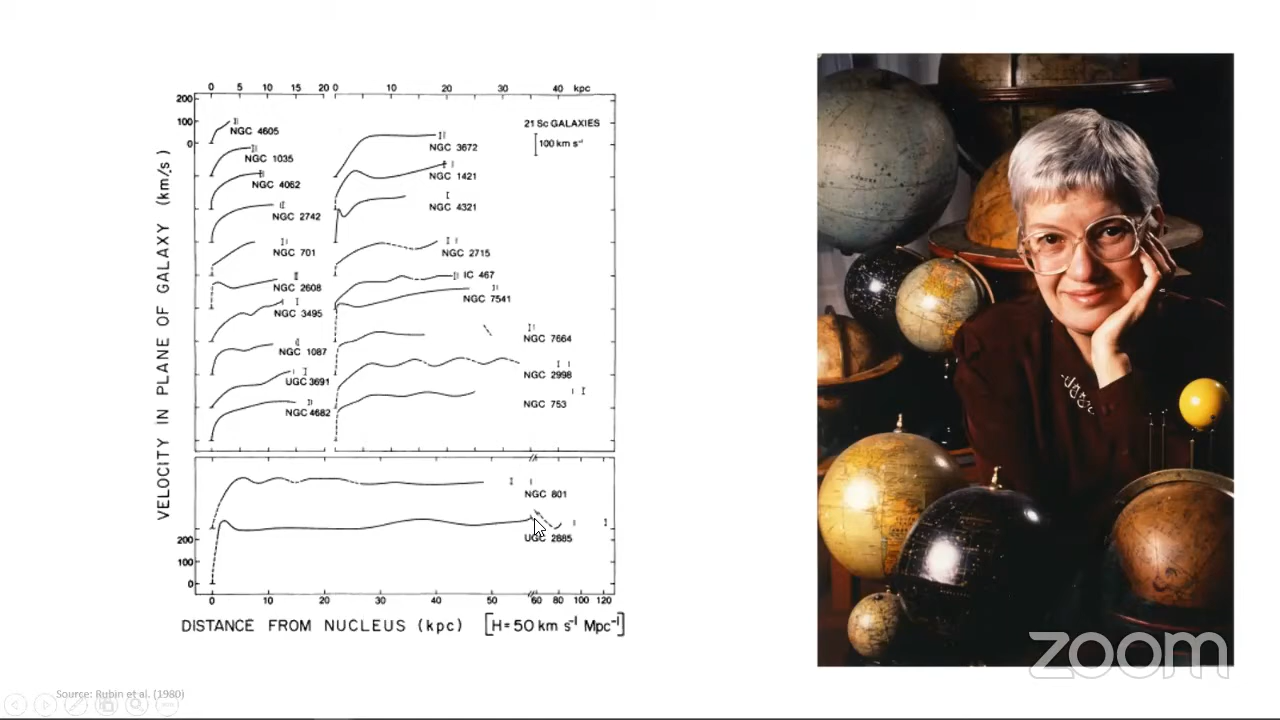 0 5 10 15 20 0 10 20 30 40 kpc
200
100
0
21 Sc GALAXIES
100 km s⁻¹
NGC 4605
NGC 1035
NGC 4062
NGC 2742
NGC 701
NGC 2608
NGC 3495
NGC 1087
UGC 3691
NGC 4682
NGC 3672
NGC 1421
NGC 4321
NGC 2715
IC 467
NGC 7541
NGC 7664
NGC 2998
NGC 753
NGC 801
UGC 2885
200
100
0
0 10 20 30 40 50 60 80 100 120
VELOCITY IN PLANE OF GALAXY (km/s)
DISTANCE FROM NUCLEUS (kpc) [H = 50 km s⁻¹ Mpc⁻¹]
Source: Rubin et al. (1980)
zoom